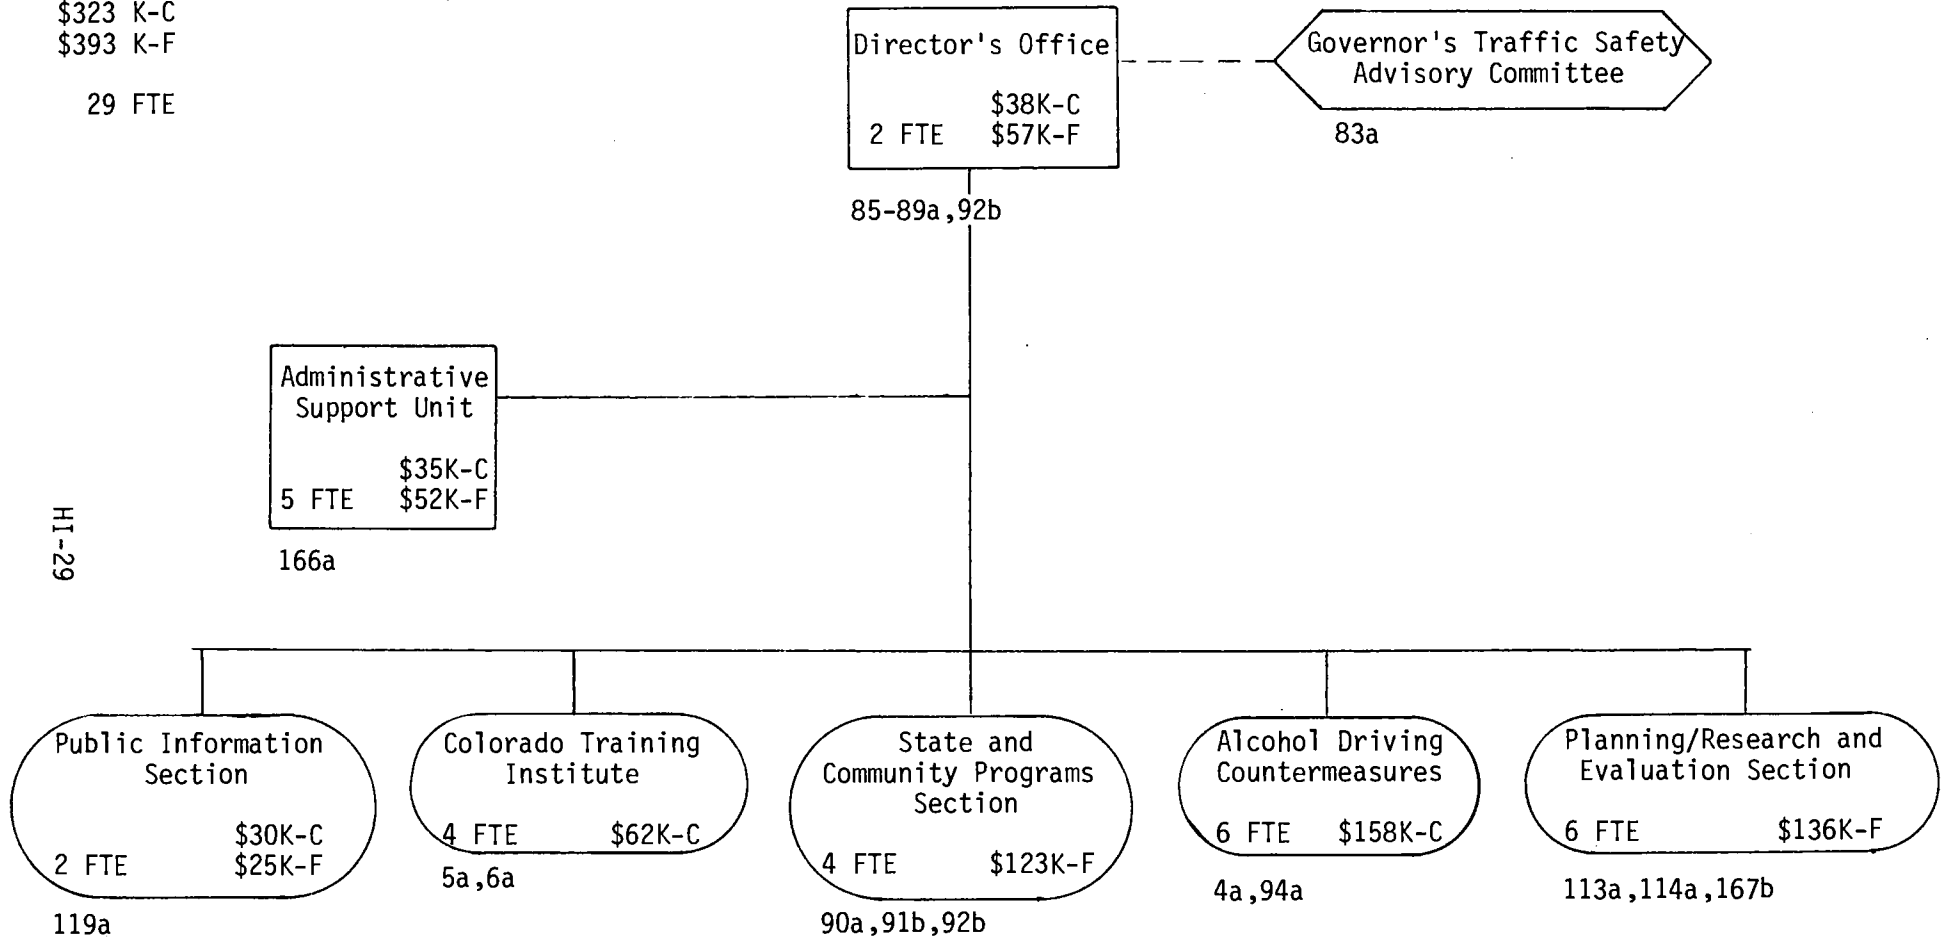 $323 K-C
$393 K-F
29 FTE
Director's Office
$38K-C
2 FTE $57K-F
85-89a,92b
Governor's Traffic Safety
Advisory Committee
83a
Administrative
Support Unit
$35K-C
5 FTE $52K-F
166a
HI-29
Public Information
Section
$30K-C
2 FTE $25K-F
119a
Colorado Training
Institute
4 FTE $62K-C
5a,6a
State and
Community Programs
Section
4 FTE $123K-F
90a,91b,92b
Alcohol Driving
Countermeasures
6 FTE $158K-C
4a,94a
Planning/Research and
Evaluation Section
6 FTE $136K-F
113a,114a,167b